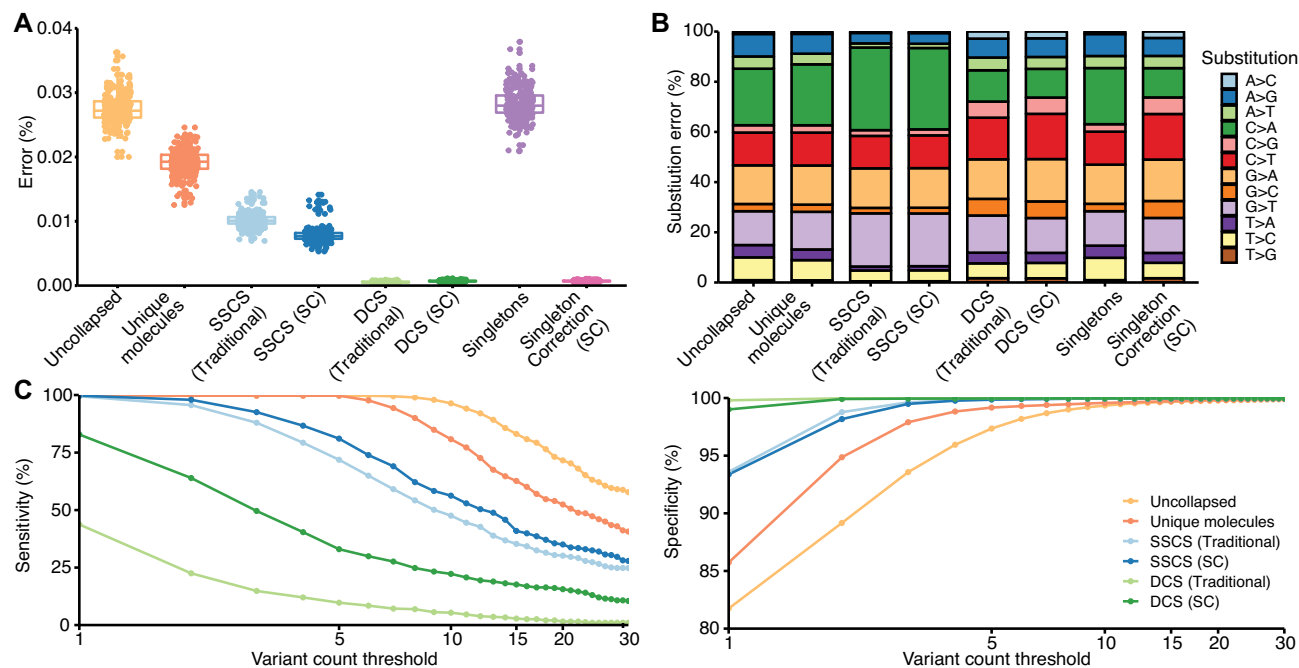 A
0.04
0.03
0.02
0.01
0.00
Error (%)
Uncollapsed
Unique
molecules
SSCS
(Traditional)
SSCS (SC)
DCS
(Traditional)
DCS (SC)
Singletons
Singleton
Correction
(SC)
B
100
80
60
40
20
0
Substiution error (%)
Uncollapsed
Unique
molecules
SSCS
(Traditional)
SSCS (SC)
DCS
(Traditional)
DCS (SC)
Singletons
Singleton
Correction
(SC)
Substitution
A>C
A>G
A>T
C>A
C>G
C>T
G>A
G>C
G>T
T>A
T>C
T>G
C
100
75
50
25
0
Sensitivity (%)
1 5 10 15 20 30
Variant count threshold
100
95
90
85
80
Specificity (%)
Uncollapsed
Unique molecules
SSCS (Traditional)
SSCS (SC)
DCS (Traditional)
DCS (SC)
1 5 10 15 20 30
Variant count threshold